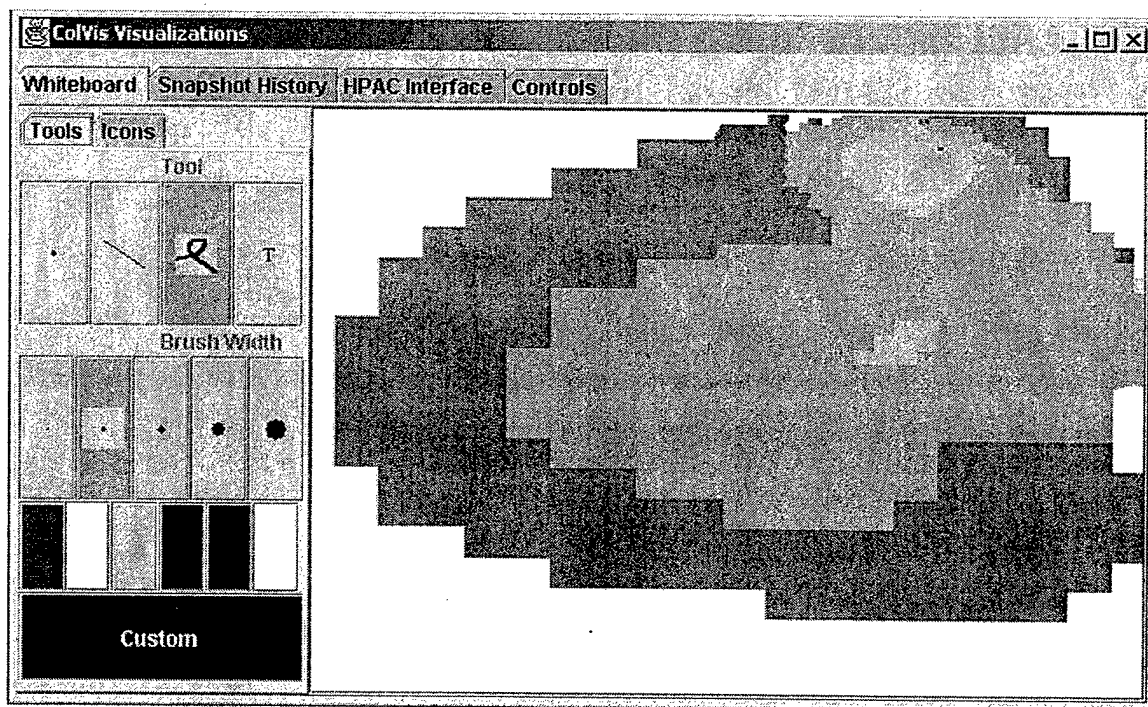 ColVis Visualizations
Whiteboard Snapshot History HPAC Interface Controls
Tools Icons
Tool
T
Brush Width
Custom